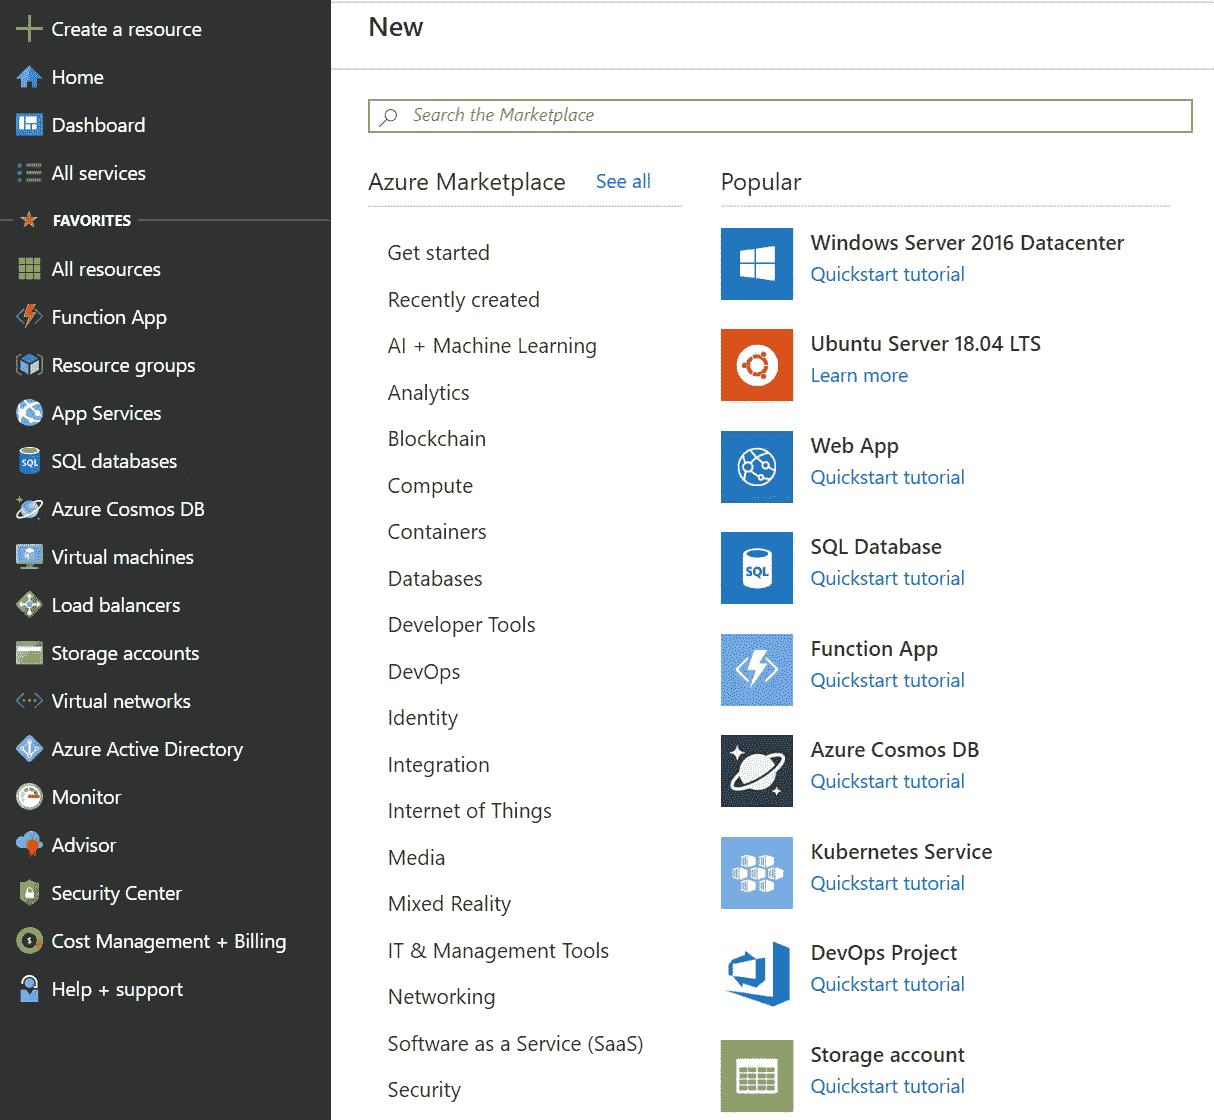 Create a resource
Home
Dashboard
All services
FAVORITES
All resources
Function App
Resource groups
App Services
SQL
SQL databases
Azure Cosmos DB
Virtual machines
Load balancers
Storage accounts
Virtual networks
Azure Active Directory
Monitor
Advisor
Security Center
$
Cost Management + Billing
Help + support
New
Search the Marketplace
Azure Marketplace
See all
Get started
Recently created
AI + Machine Learning
Analytics
Blockchain
Compute
Containers
Databases
Developer Tools
DevOps
Identity
Integration
Internet of Things
Media
Mixed Reality
IT & Management Tools
Networking
Software as a Service (SaaS)
Security
Popular
Windows Server 2016 Datacenter
Quickstart tutorial
Ubuntu Server 18.04 LTS
Learn more
Web App
Quickstart tutorial
SQL
SQL Database
Quickstart tutorial
Function App
Quickstart tutorial
Azure Cosmos DB
Quickstart tutorial
Kubernetes Service
Quickstart tutorial
DevOps Project
Quickstart tutorial
Storage account
Quickstart tutorial